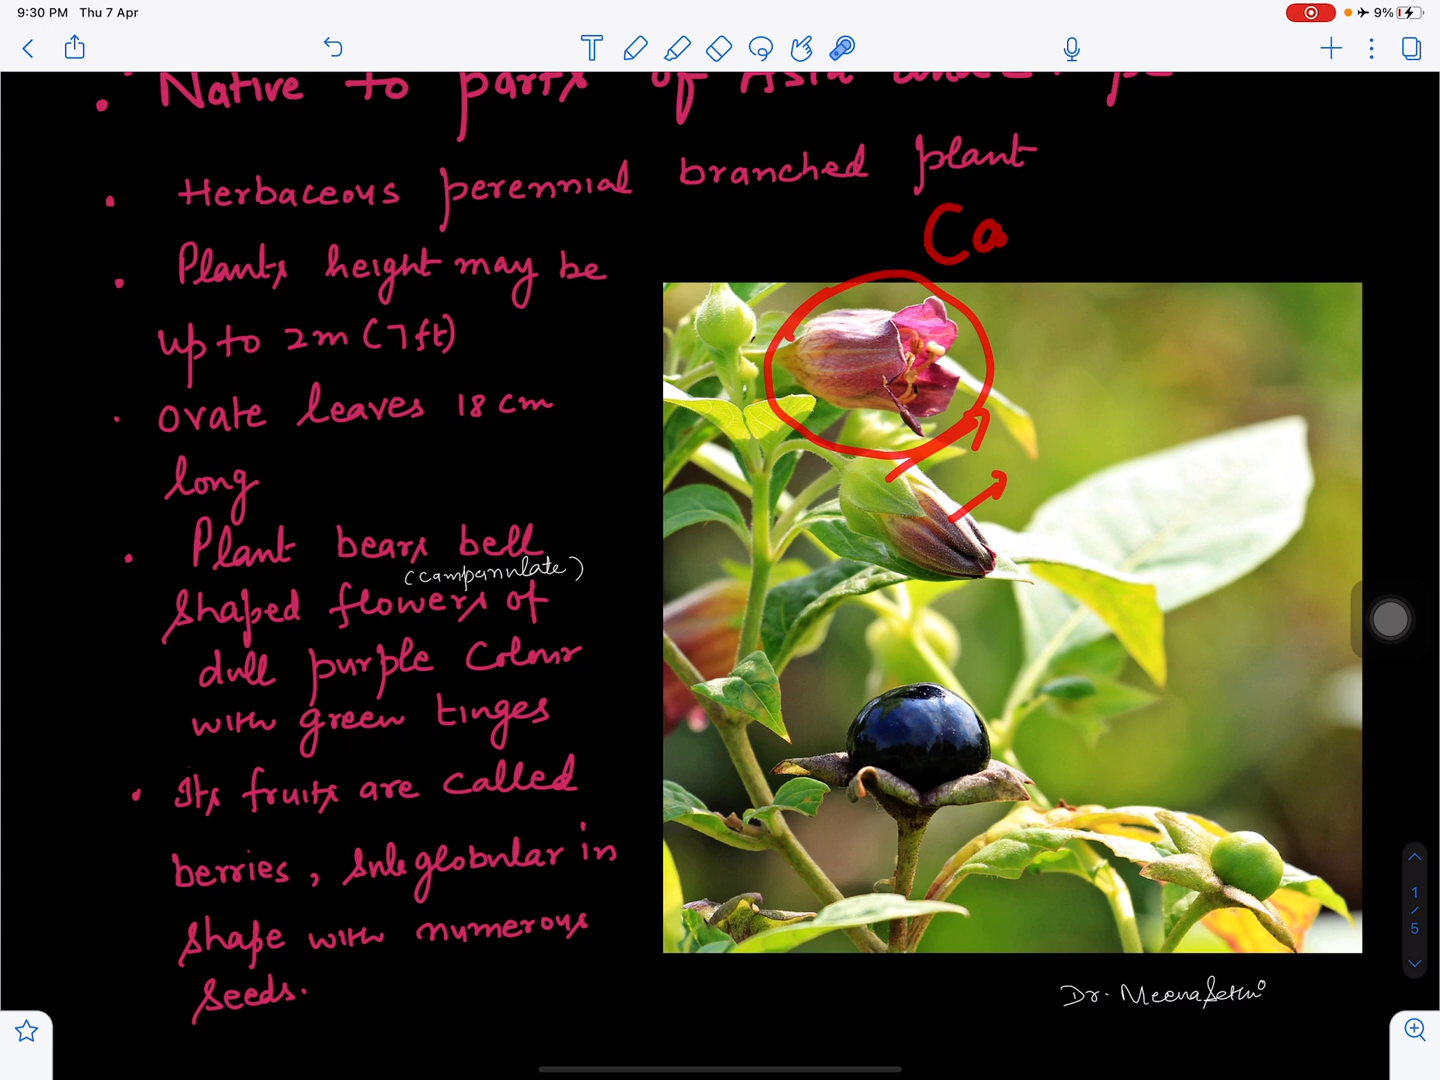 9:30 PM Thu 7 Apr
9%
• Native to parts of Asia
• Herbaceous perennial branched plant
Ca
• Plants height may be
up to 2m (7ft)
• ovate leaves 18 cm
long
• Plant bears bell
(campanulate)
shaped flowers of
dull purple colour
with green tinges
• Its fruits are called
berries, subglobular in
shape with numerous
seeds.
Dr. Meena Setwi
1
/
5